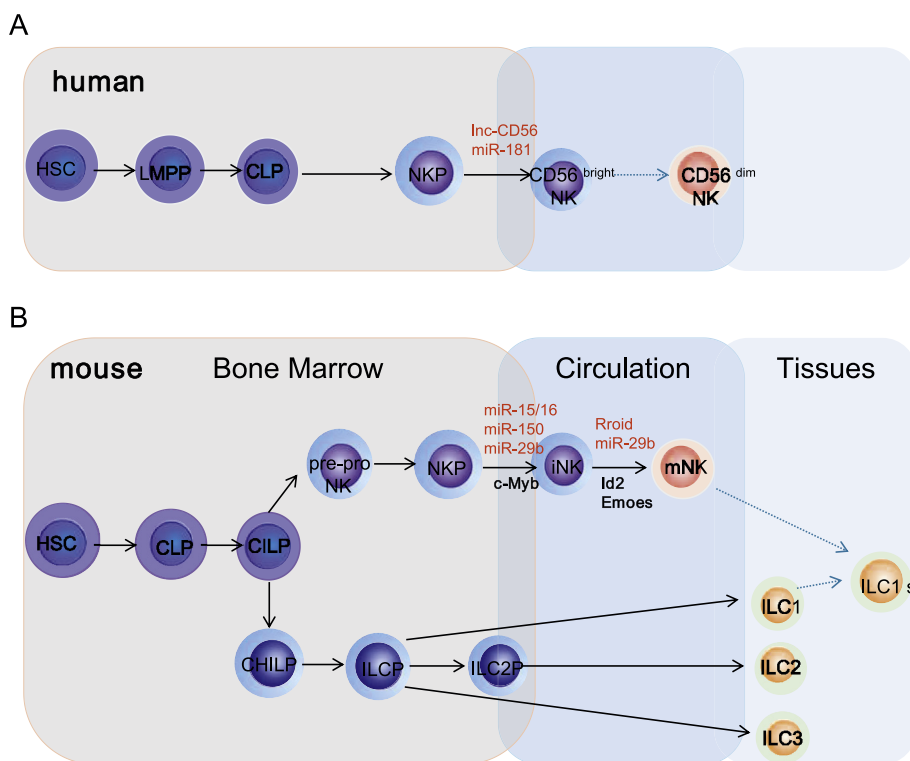 A
human
lnc-CD56
miR-181
HSC
LMPP
CLP
NKP
CD56 bright
NK
CD56 dim
NK
B
mouse
Bone Marrow
Circulation
Tissues
miR-15/16
miR-150
miR-29b
Rroid
miR-29b
pre-pro
NK
NKP
c-Myb
iNK
Id2
Emoes
mNK
HSC
CLP
CILP
ILC1 s
ILC1
CHILP
ILCP
ILC2P
ILC2
ILC3